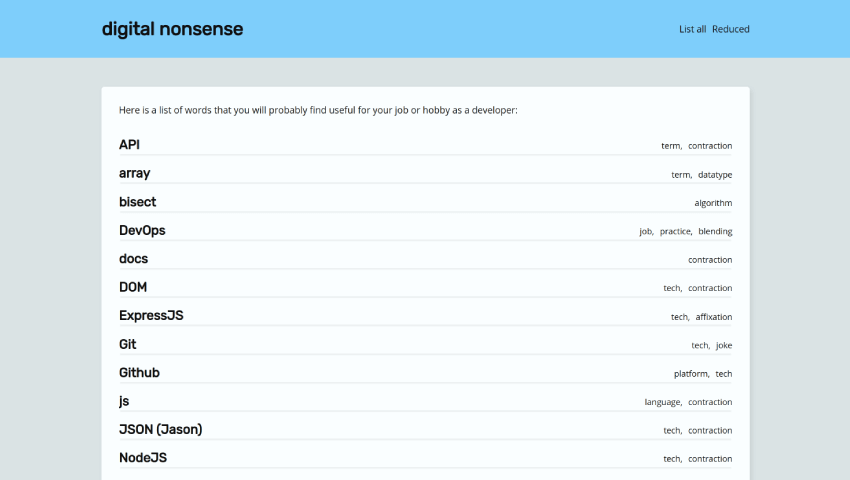 digital nonsense
List all Reduced
Here is a list of words that you will probably find useful for your job or hobby as a developer:
API term, contraction
array term, datatype
bisect algorithm
DevOps job, practice, blending
docs contraction
DOM tech, contraction
ExpressJS tech, affixation
Git tech, joke
Github platform, tech
js language, contraction
JSON (Jason) tech, contraction
NodeJS tech, contraction